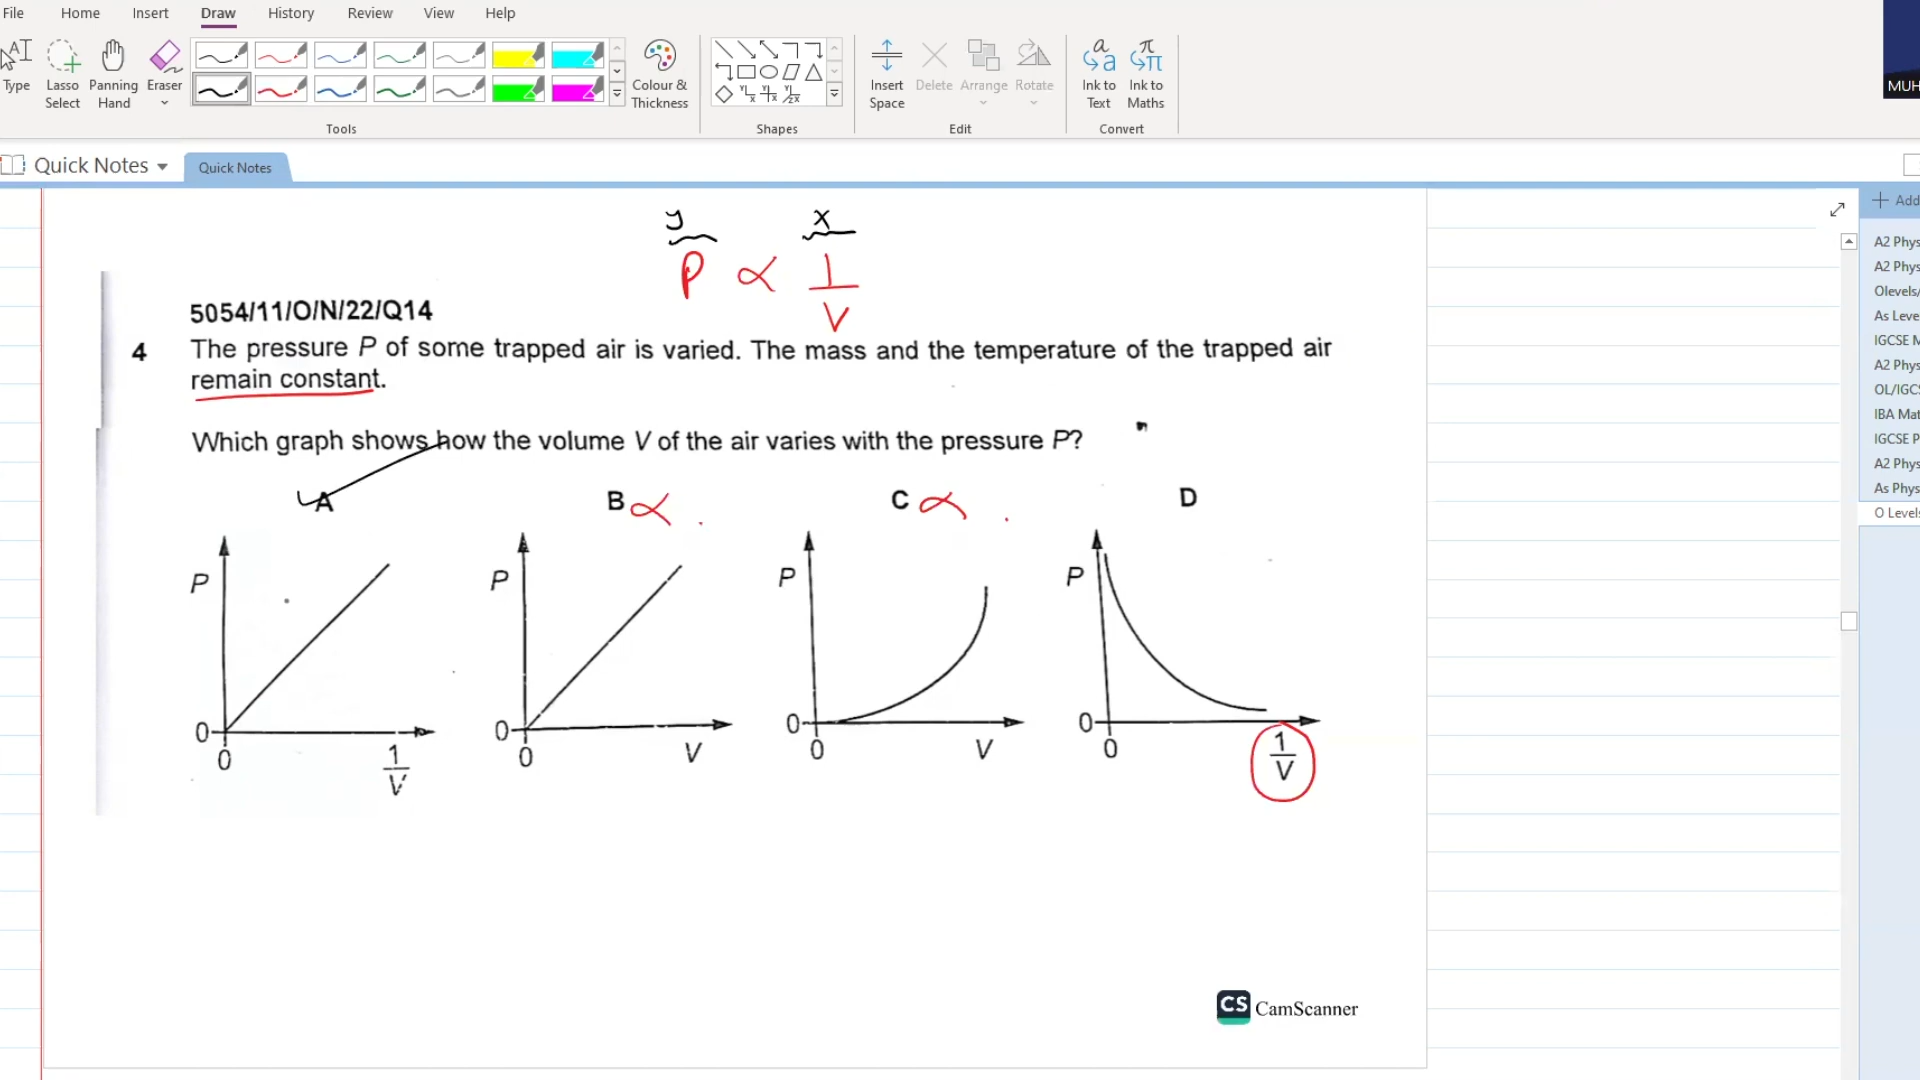 File Home Insert Draw History Review View Help
Type Lasso Select Panning Hand Eraser Colour & Thickness Insert Space Delete Arrange Rotate Ink to Text Ink to Maths
Tools Shapes Edit Convert
MUH
Quick Notes Quick Notes
Add
A2 Phys
A2 Phys
Olevels/
As Leve
IGCSE M
A2 Phys
OL/IGCS
IBA Mat
IGCSE P
A2 Phys
As Phys
O Levels
y x
P ∝ 1/V
5054/11/O/N/22/Q14
4 The pressure P of some trapped air is varied. The mass and the temperature of the trapped air
remain constant.
Which graph shows how the volume V of the air varies with the pressure P?
A B ∝ C ∝ D
P P P P
0 0 0 0
0 1/V 0 V 0 V 0 1/V
CS CamScanner